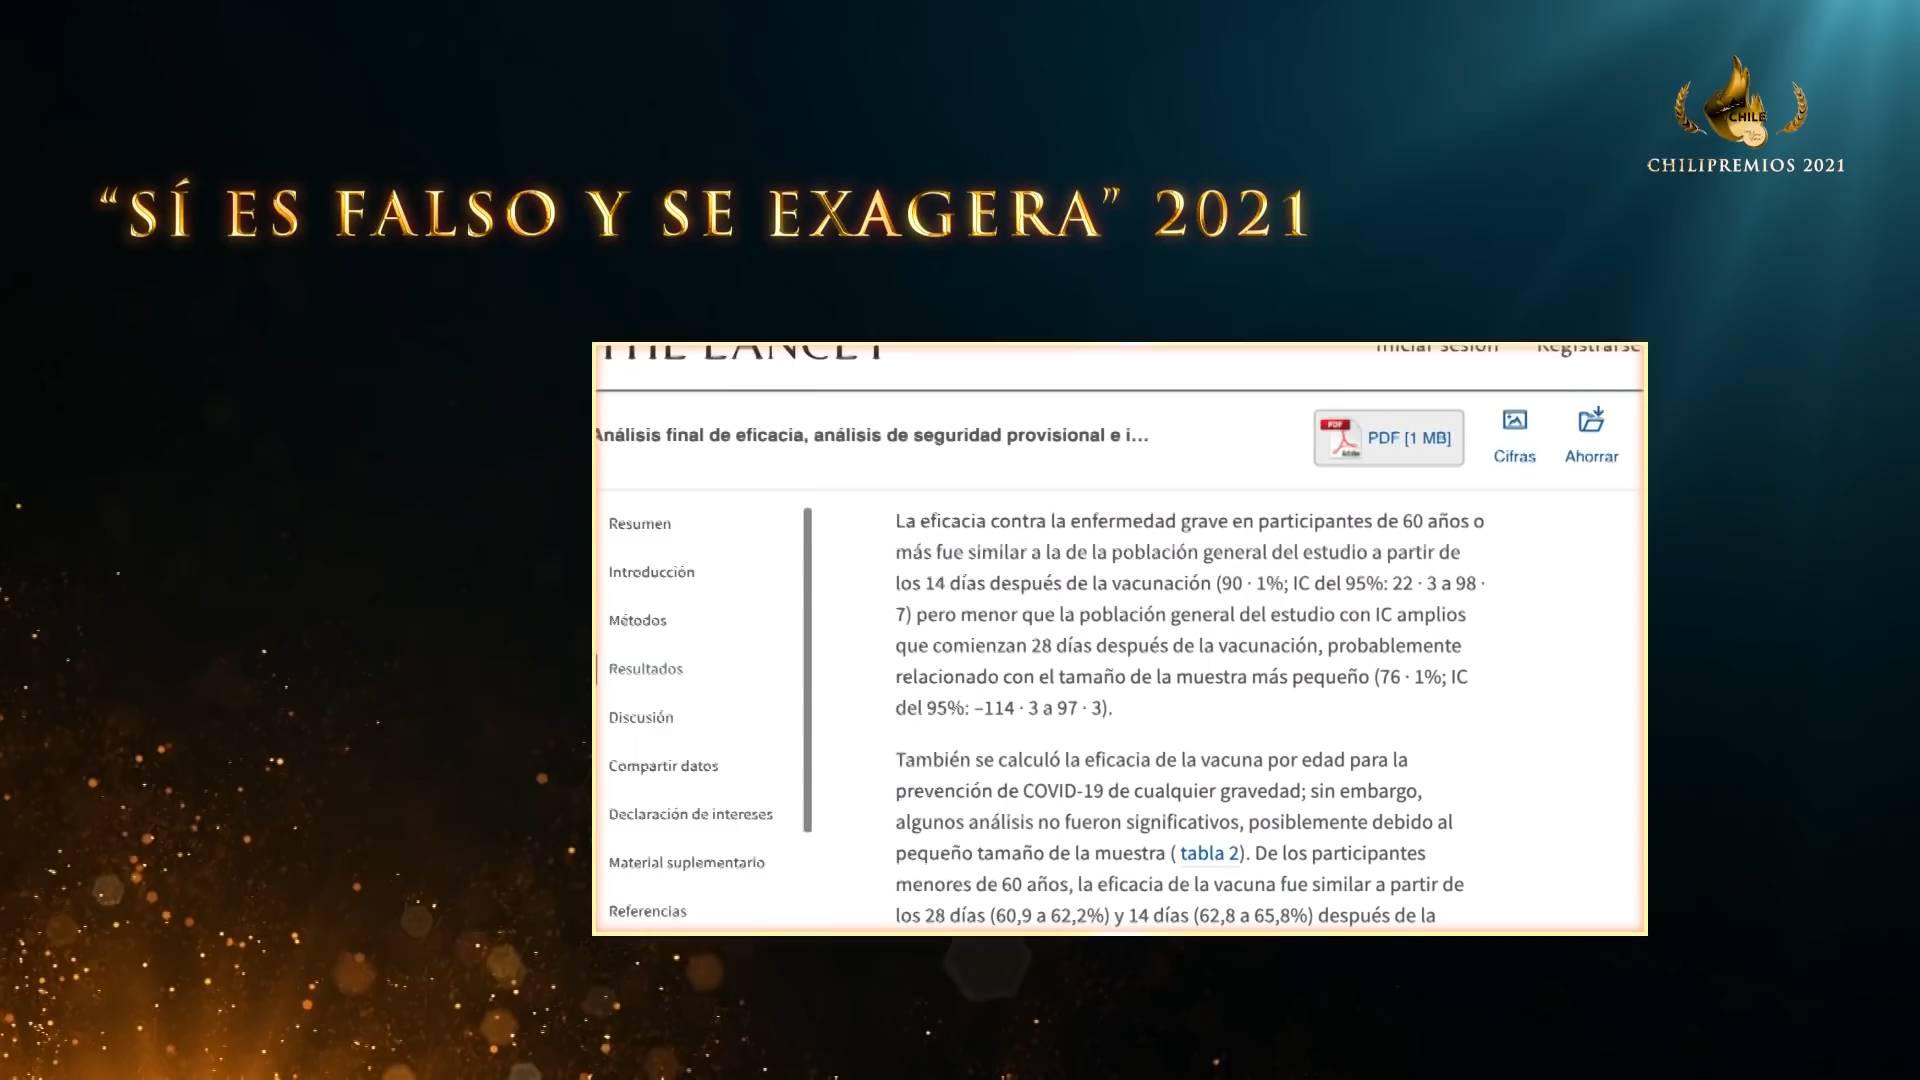 CHILE
CHILIPREMIOS 2021
“SÍ ES FALSO Y SE EXAGERA” 2021
THE LANCET
Iniciar sesión
Registrarse
Análisis final de eficacia, análisis de seguridad provisional e i...
PDF
Adobe
PDF [1 MB]
Cifras
Ahorrar
Resumen
Introducción
Métodos
Resultados
Discusión
Compartir datos
Declaración de intereses
Material suplementario
Referencias
La eficacia contra la enfermedad grave en participantes de 60 años o
más fue similar a la de la población general del estudio a partir de
los 14 días después de la vacunación (90 · 1%; IC del 95%: 22 · 3 a 98 ·
7) pero menor que la población general del estudio con IC amplios
que comienzan 28 días después de la vacunación, probablemente
relacionado con el tamaño de la muestra más pequeño (76 · 1%; IC
del 95%: –114 · 3 a 97 · 3).
También se calculó la eficacia de la vacuna por edad para la
prevención de COVID-19 de cualquier gravedad; sin embargo,
algunos análisis no fueron significativos, posiblemente debido al
pequeño tamaño de la muestra ( tabla 2). De los participantes
menores de 60 años, la eficacia de la vacuna fue similar a partir de
los 28 días (60,9 a 62,2%) y 14 días (62,8 a 65,8%) después de la